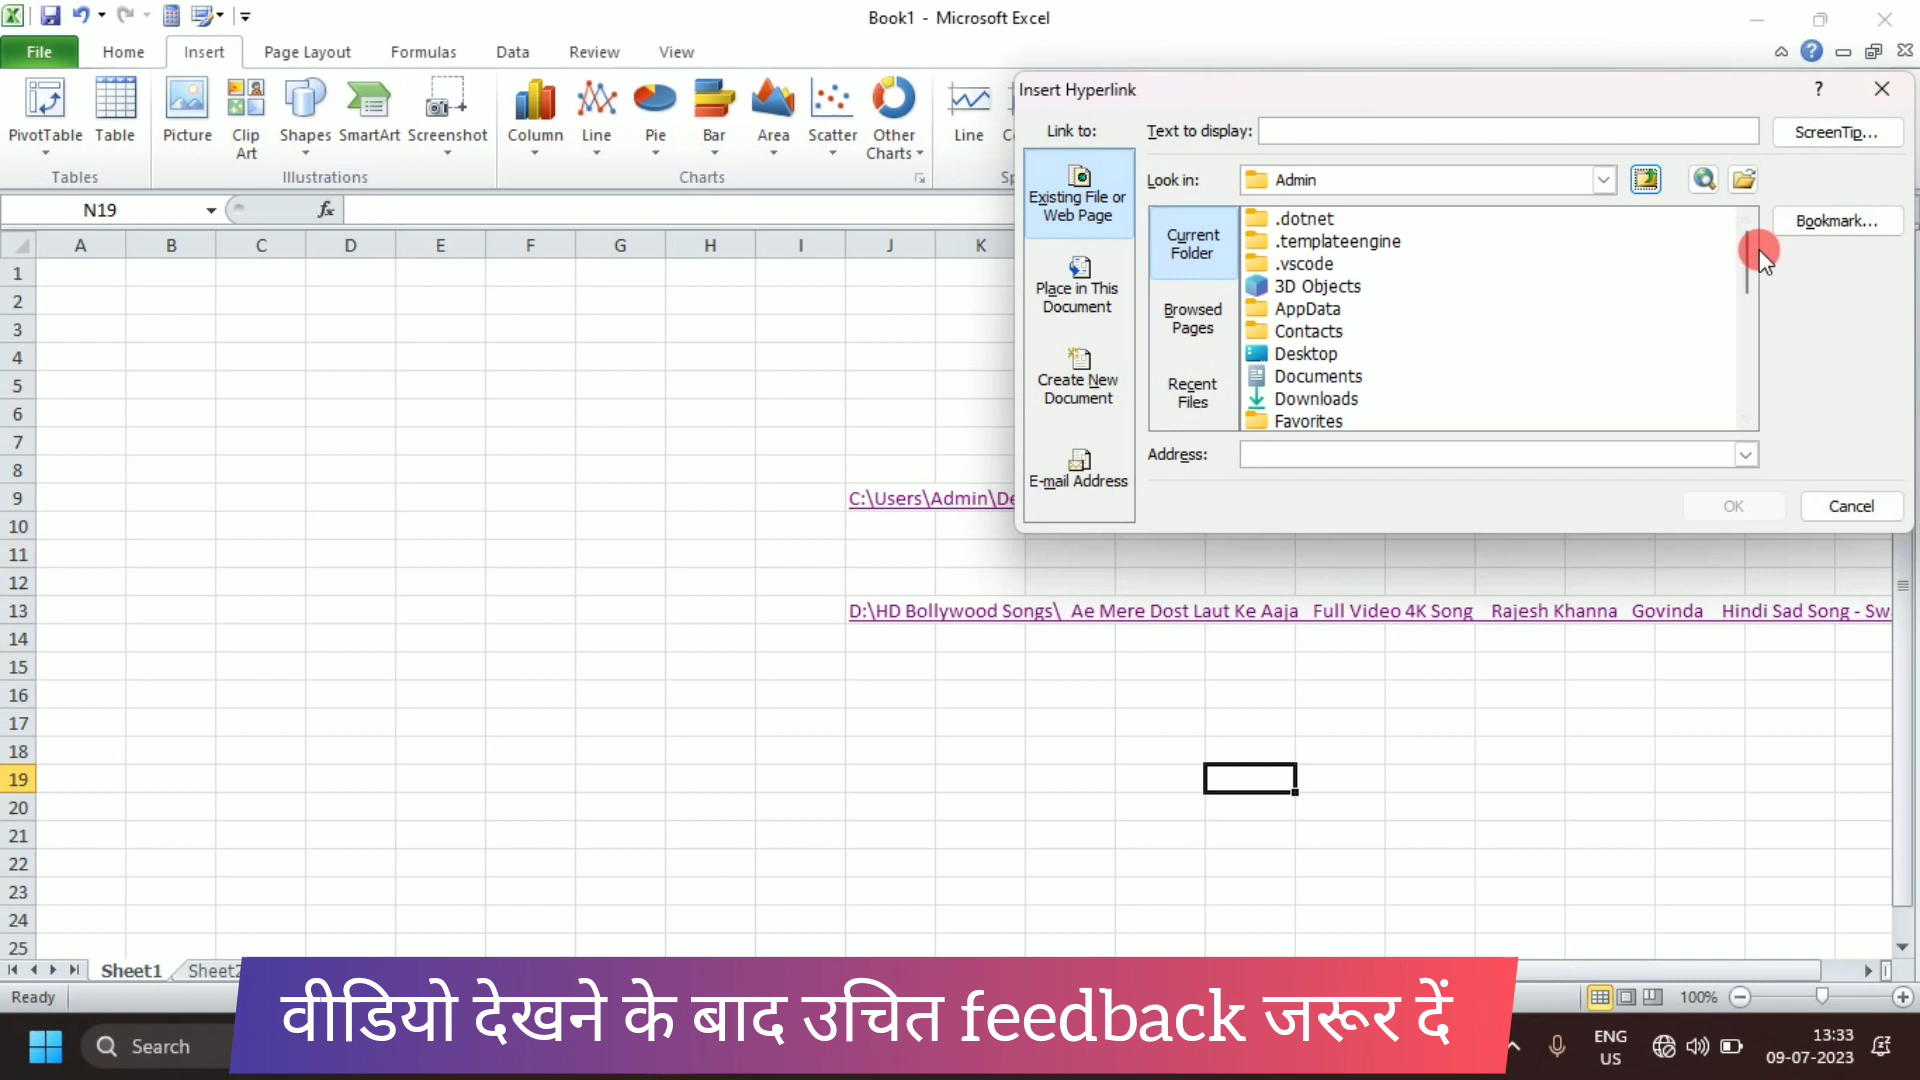 Book1 - Microsoft Excel
File Home Insert Page Layout Formulas Data Review View
PivotTable Table Picture Clip Art Shapes SmartArt Screenshot Column Line Pie Bar Area Scatter Other Charts Line
Tables Illustrations Charts
N19 fx
A B C D E F G H I J K
1
2
3
4
5
6
7
8
9
10
11
12
13
14
15
16
17
18
19
20
21
22
23
24
25
Insert Hyperlink ?
Link to: Text to display: ScreenTip...
Existing File or Web Page
Look in: Admin
Bookmark...
Place in This Document
Create New Document
E-mail Address
Current Folder
Browsed Pages
Recent Files
.dotnet
.templateengine
.vscode
3D Objects
AppData
Contacts
Desktop
Documents
Downloads
Favorites
Address:
OK Cancel
C:\Users\Admin\De
D:\HD Bollywood Songs\ Ae Mere Dost Laut Ke Aaja Full Video 4K Song Rajesh Khanna Govinda Hindi Sad Song - Sw
Sheet1 Sheet2
Ready 100%
वीडियो देखने के बाद उचित feedback जरूर दें
Search
ENG
US
13:33
09-07-2023